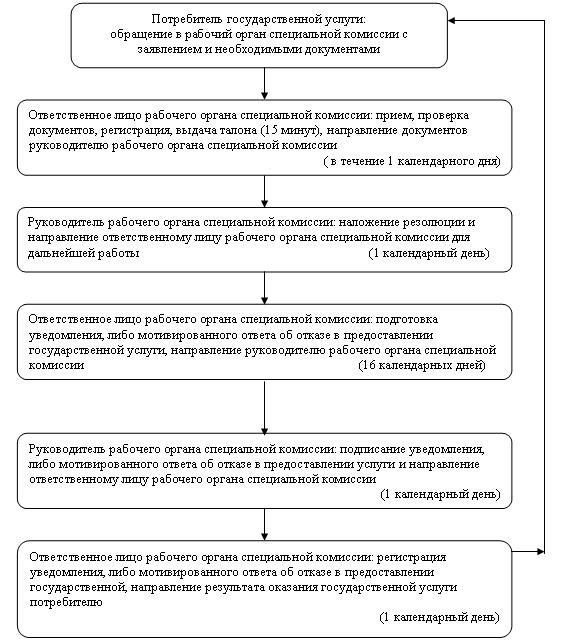 Потребитель государственной услуги:
обращение в рабочий орган специальной комиссии с
заявлением и необходимыми документами
Ответственное лицо рабочего органа специальной комиссии: прием, проверка
документов, регистрация, выдача талона (15 минут), направление документов
руководителю рабочего органа специальной комиссии
( в течение 1 календарного дня)
Руководитель рабочего органа специальной комиссии: наложение резолюции и
направление ответственному лицу рабочего органа специальной комиссии для
дальнейшей работы (1 календарный день)
Ответственное лицо рабочего органа специальной комиссии: подготовка
уведомления, либо мотивированного ответа об отказе в предоставлении
государственной услуги, направление руководителю рабочего органа специальной
комиссии (16 календарных дней)
Руководитель рабочего органа специальной комиссии: подписание уведомления,
либо мотивированного ответа об отказе в предоставлении услуги и направление
ответственному лицу рабочего органа специальной комиссии
(1 календарный день)
Ответственное лицо рабочего органа специальной комиссии: регистрация
уведомления, либо мотивированного ответа об отказе в предоставлении
государственной, направление результата оказания государственной услуги
потребителю
(1 календарный день)